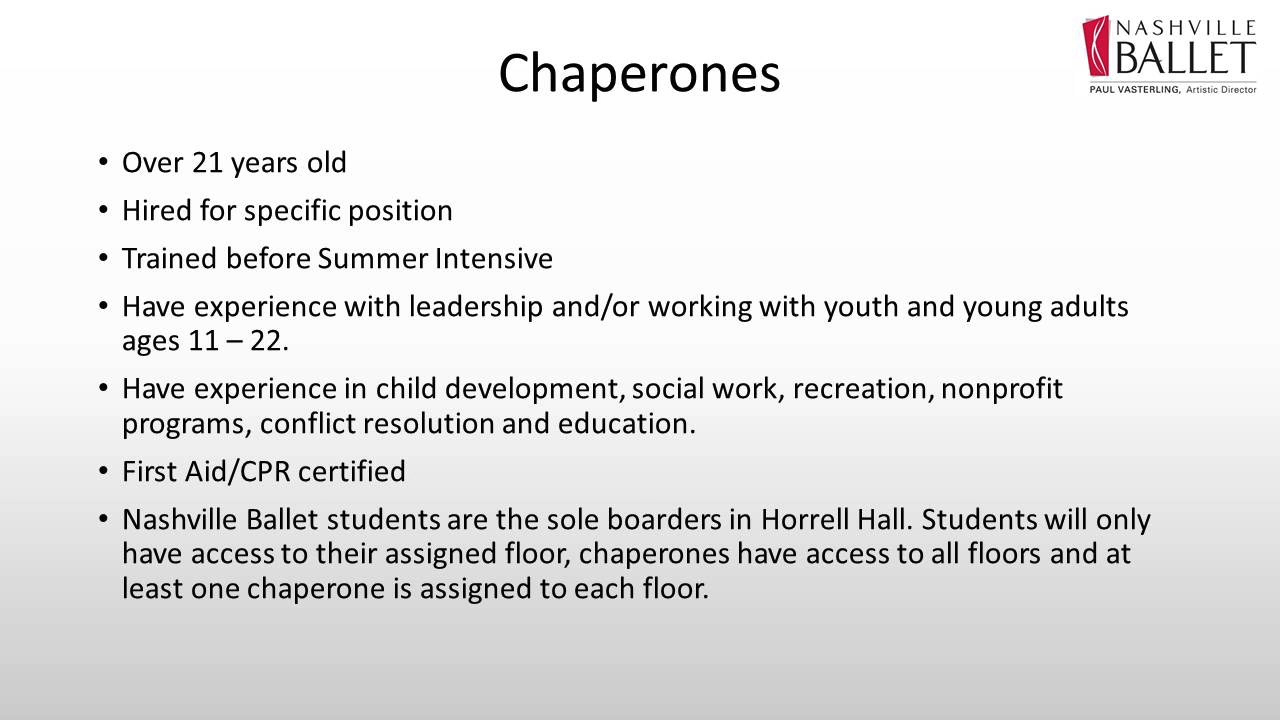 NASHVILLE
BALLET
PAUL VASTERLING, Artistic Director
Chaperones
• Over 21 years old
• Hired for specific position
• Trained before Summer Intensive
• Have experience with leadership and/or working with youth and young adults
ages 11 – 22.
• Have experience in child development, social work, recreation, nonprofit
programs, conflict resolution and education.
• First Aid/CPR certified
• Nashville Ballet students are the sole boarders in Horrell Hall. Students will only
have access to their assigned floor, chaperones have access to all floors and at
least one chaperone is assigned to each floor.